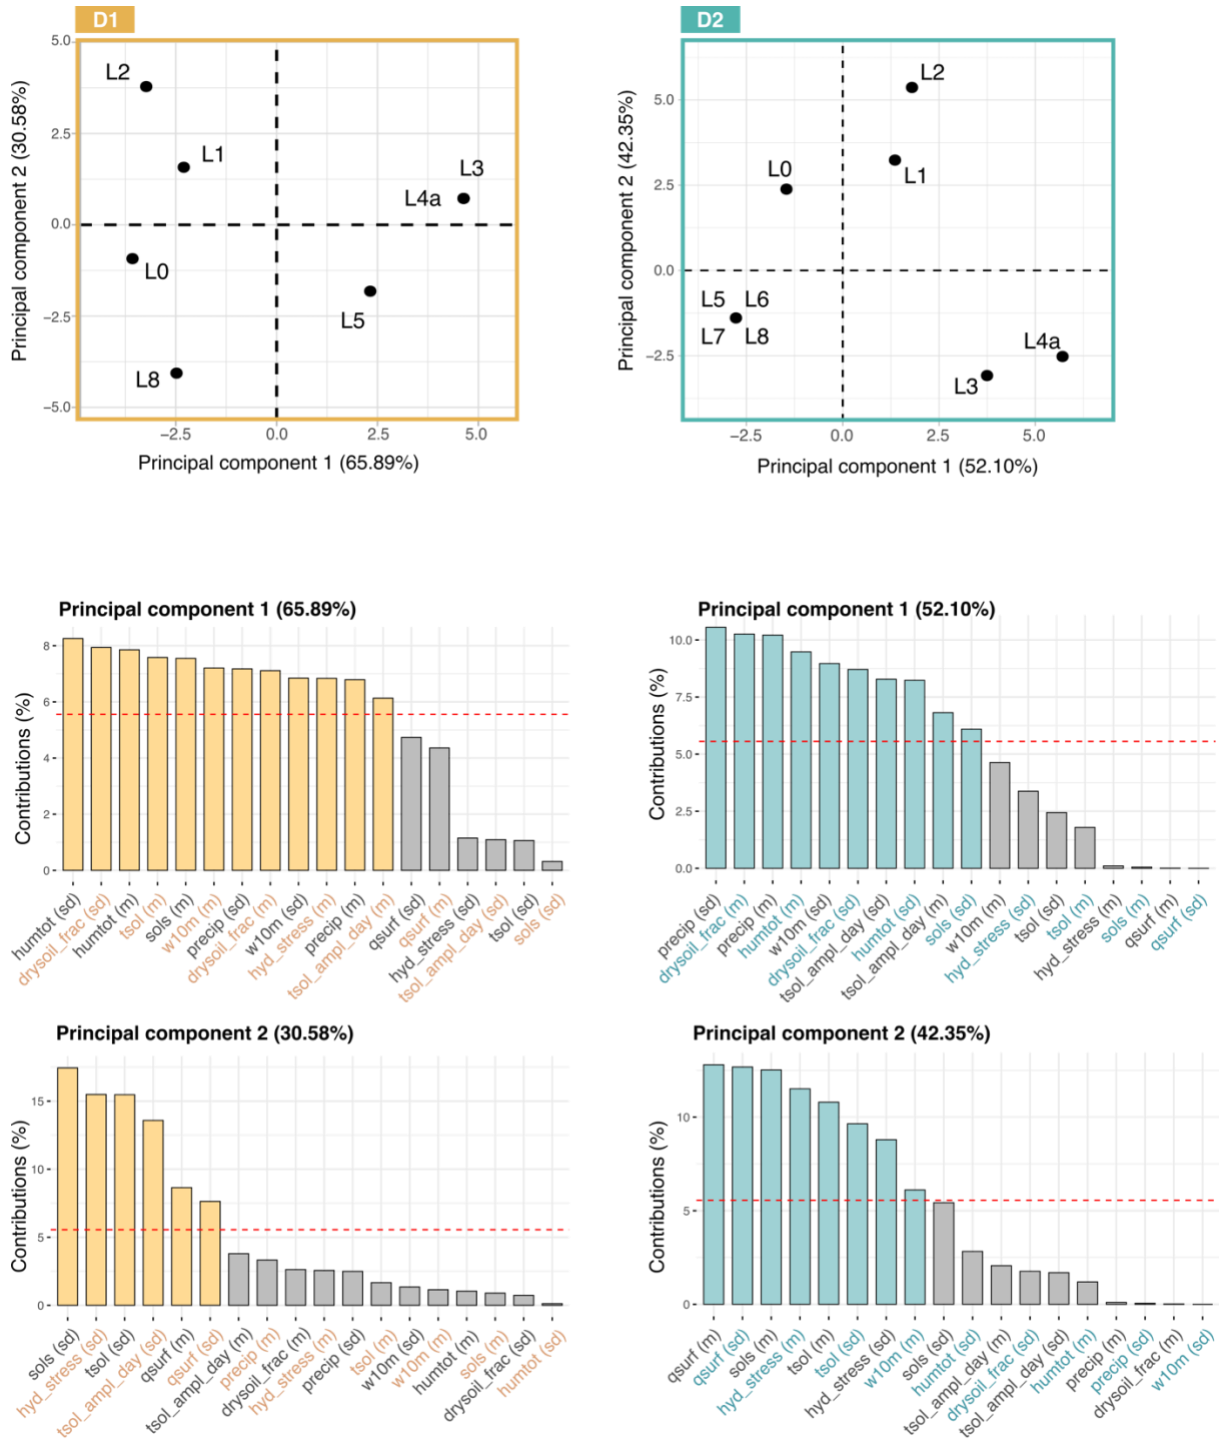 D1
D2
5.0
2.5
0.0
−2.5
−5.0
Principal component 2 (30.58%)
L2
L1
L3
L4a
L0
L5
L8
−2.5
0.0
2.5
5.0
Principal component 1 (65.89%)
5.0
2.5
0.0
−2.5
Principal component 2 (42.35%)
L2
L0
L1
L5 L6
L7 L8
L4a
L3
−2.5
0.0
2.5
5.0
Principal component 1 (52.10%)
Principal component 1 (65.89%)
8
6
4
2
0
Contributions (%)
humtot (sd)
drysoil_frac (sd)
humtot (m)
tsol (m)
sols (m)
w10m (m)
precip (sd)
drysoil_frac (m)
w10m (sd)
hyd_stress (m)
precip (m)
tsol_ampl_day (m)
qsurf (sd)
qsurf (m)
hyd_stress (sd)
tsol_ampl_day (sd)
tsol (sd)
sols (sd)
Principal component 1 (52.10%)
10.0
7.5
5.0
2.5
0.0
Contributions (%)
precip (sd)
drysoil_frac (m)
precip (m)
humtot (m)
w10m (sd)
drysoil_frac (sd)
tsol_ampl_day (sd)
humtot (sd)
tsol_ampl_day (m)
sols (sd)
w10m (m)
hyd_stress (sd)
tsol (sd)
tsol (m)
hyd_stress (m)
sols (m)
qsurf (m)
qsurf (sd)
Principal component 2 (30.58%)
15
10
5
0
Contributions (%)
sols (sd)
hyd_stress (sd)
tsol (sd)
tsol_ampl_day (sd)
qsurf (m)
qsurf (sd)
tsol_ampl_day (m)
precip (m)
drysoil_frac (m)
hyd_stress (m)
precip (sd)
tsol (m)
w10m (sd)
w10m (m)
humtot (m)
sols (m)
drysoil_frac (sd)
humtot (sd)
Principal component 2 (42.35%)
10
5
0
Contributions (%)
qsurf (m)
qsurf (sd)
sols (m)
hyd_stress (m)
tsol (m)
tsol (sd)
hyd_stress (sd)
w10m (m)
sols (sd)
humtot (sd)
tsol_ampl_day (m)
drysoil_frac (sd)
tsol_ampl_day (sd)
humtot (m)
precip (m)
precip (sd)
drysoil_frac (m)
w10m (sd)